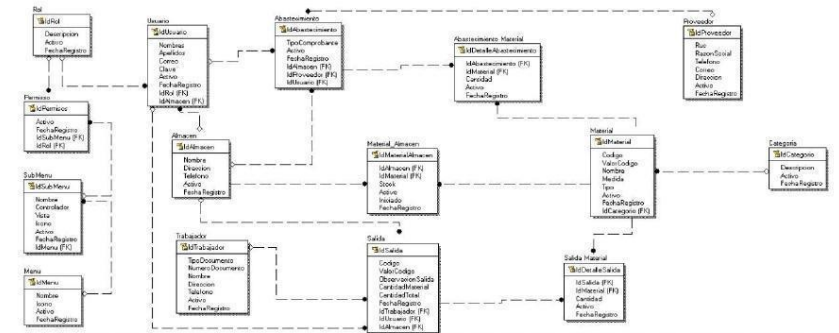 Rol
IdRol
Descripcion
Activo
FechaRegistro
Usuario
IdUsuario
Nombres
Apellidos
Correo
Clave
Activo
FechaRegistro
IdRol (FK)
IdAlmacen (FK)
Abastecimiento
IdAbastecimiento
TipoComprobante
Activo
FechaRegistro
IdAlmacen (FK)
IdProveedor (FK)
IdUsuario (FK)
Abastecimiento_Material
IdDetalleAbastecimiento
IdAbastecimiento (FK)
IdMaterial (FK)
Cantidad
Activo
FechaRegistro
Proveedor
IdProveedor
Ruc
RazonSocial
Telefono
Correo
Direccion
Activo
FechaRegistro
Permisos
IdPermisos
Activo
FechaRegistro
IdSubMenu (FK)
IdRol (FK)
Almacen
IdAlmacen
Nombre
Direccion
Telefono
Activo
FechaRegistro
Material_Almacen
IdMaterialAlmacen
IdAlmacen (FK)
IdMaterial (FK)
Stock
Activo
Iniciado
FechaRegistro
Material
IdMaterial
Codigo
ValorCodigo
Nombre
Medida
Tipo
Activo
FechaRegistro
IdCategoria (FK)
Categoria
IdCategoria
Descripcion
Activo
FechaRegistro
SubMenu
IdSubMenu
Nombre
Controlador
Vista
Icono
Activo
FechaRegistro
IdMenu (FK)
Trabajador
IdTrabajador
TipoDocumento
NumeroDocumento
Nombre
Direccion
Telefono
Activo
FechaRegistro
Salida
IdSalida
Codigo
ValorCodigo
ObservacionSalida
CantidadMaterial
CantidadTotal
FechaRegistro
IdTrabajador (FK)
IdUsuario (FK)
IdAlmacen (FK)
Salida_Material
IdDetalleSalida
IdSalida (FK)
IdMaterial (FK)
Cantidad
Activo
FechaRegistro
Menu
IdMenu
Nombre
Icono
Activo
FechaRegistro